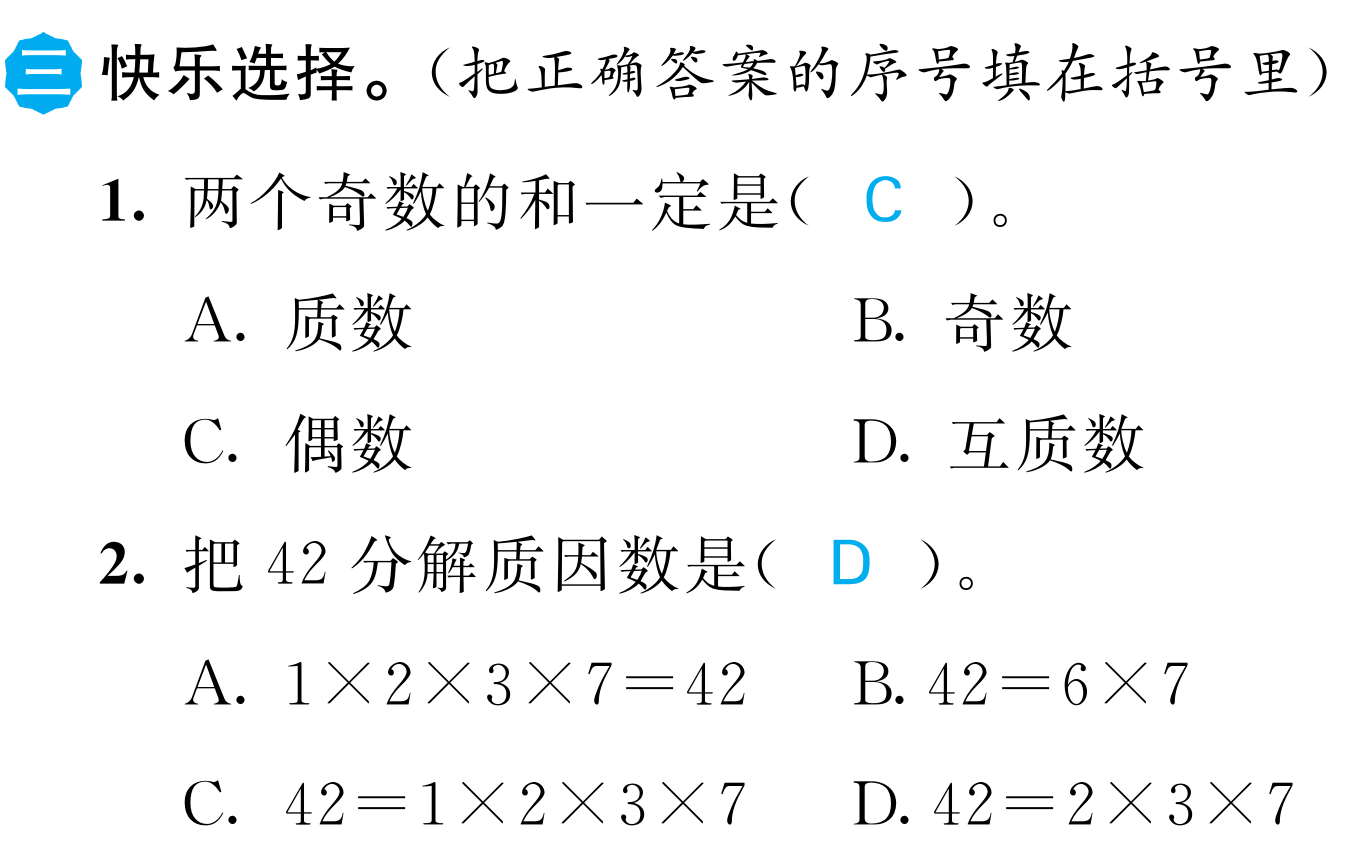 三 快乐选择。(把正确答案的序号填在括号里)
1. 两个奇数的和一定是( C )。
A. 质数 B. 奇数
C. 偶数 D. 互质数
2. 把 42 分解质因数是( D )。
A. 1×2×3×7=42 B. 42=6×7
C. 42=1×2×3×7 D. 42=2×3×7